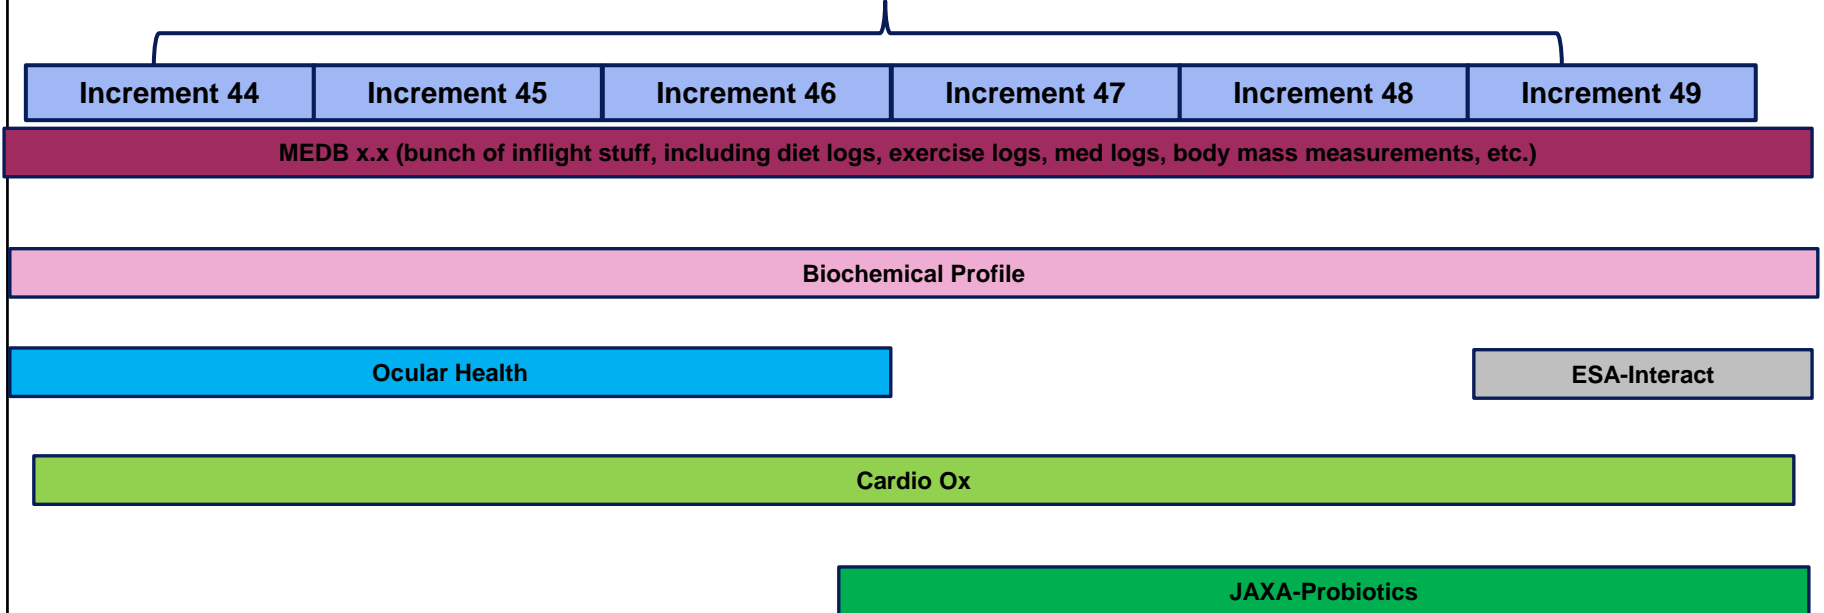 Increment 44 Increment 45 Increment 46 Increment 47 Increment 48 Increment 49
MEDB x.x (bunch of inflight stuff, including diet logs, exercise logs, med logs, body mass measurements, etc.)
Biochemical Profile
Ocular Health ESA-Interact
Cardio Ox
JAXA-Probiotics